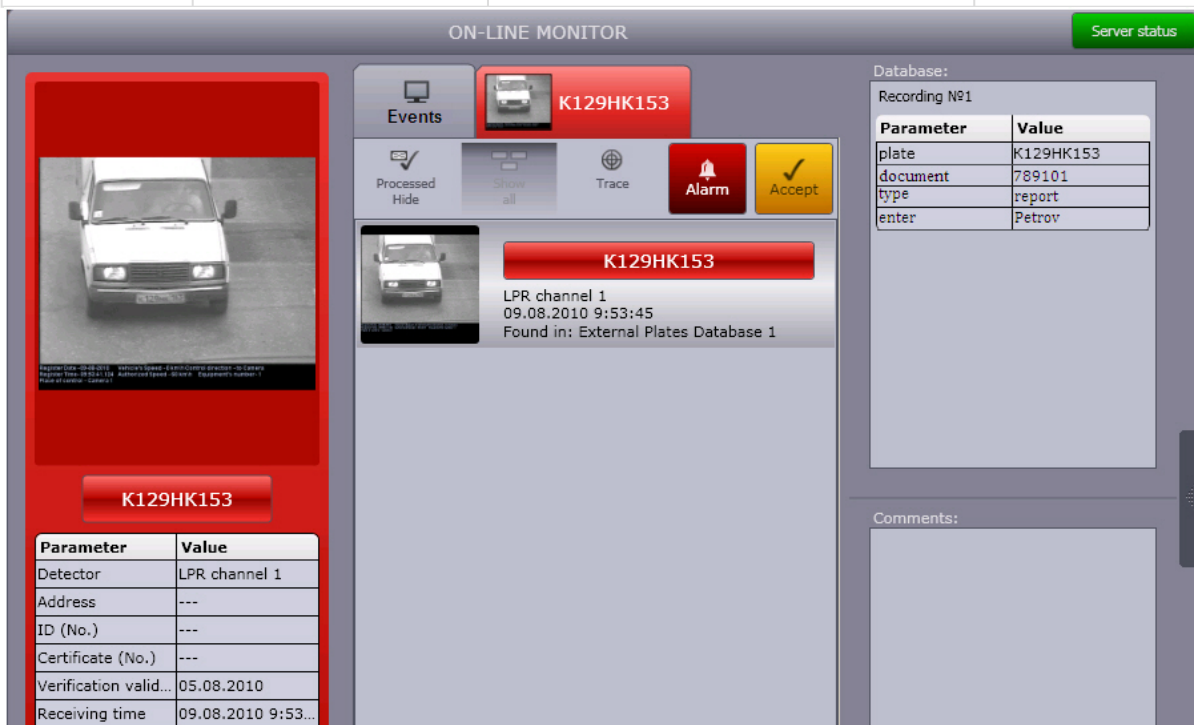 ON-LINE MONITOR
Server status
K129HK153
Parameter Value
Detector LPR channel 1
Address ---
ID (No.) ---
Certificate (No.) ---
Verification valid... 05.08.2010
Receiving time 09.08.2010 9:53...
Events
K129HK153
Processed
Hide
Show
all
Trace
Alarm
Accept
K129HK153
LPR channel 1
09.08.2010 9:53:45
Found in: External Plates Database 1
Database:
Recording №1
Parameter Value
plate K129HK153
document 789101
type report
enter Petrov
Comments: